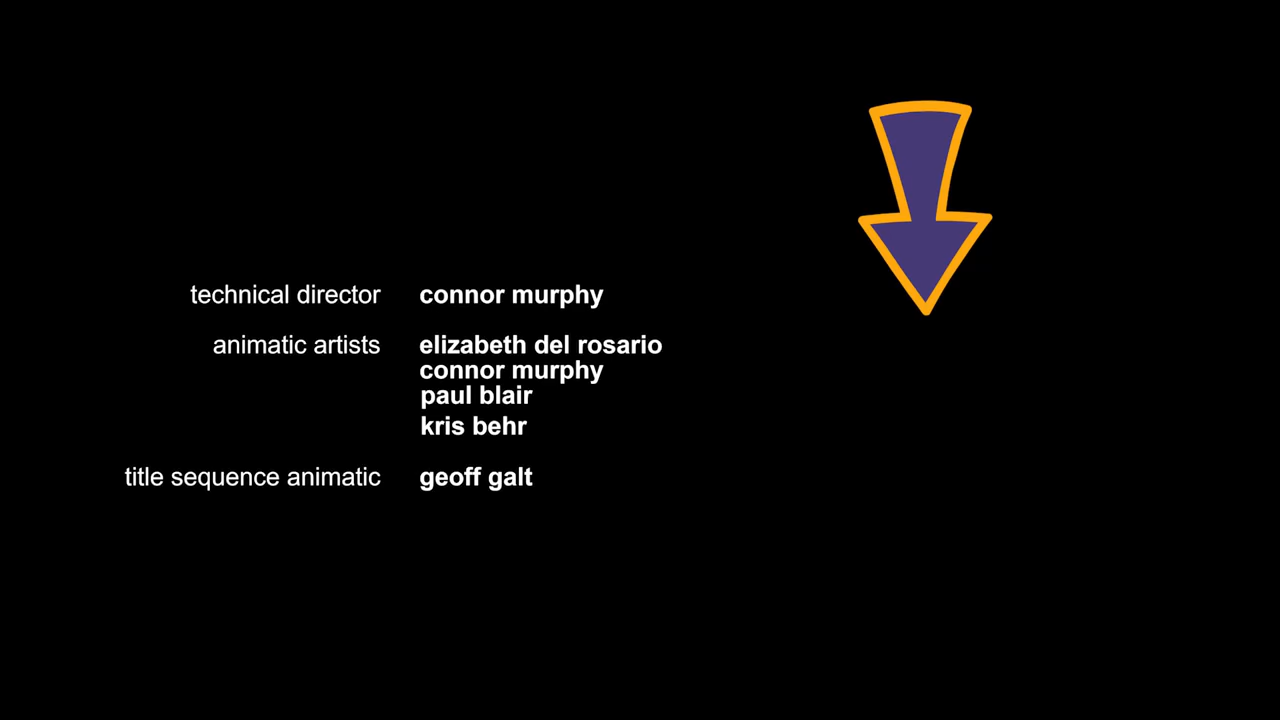 technical director connor murphy
animatic artists elizabeth del rosario
connor murphy
paul blair
kris behr
title sequence animatic geoff galt